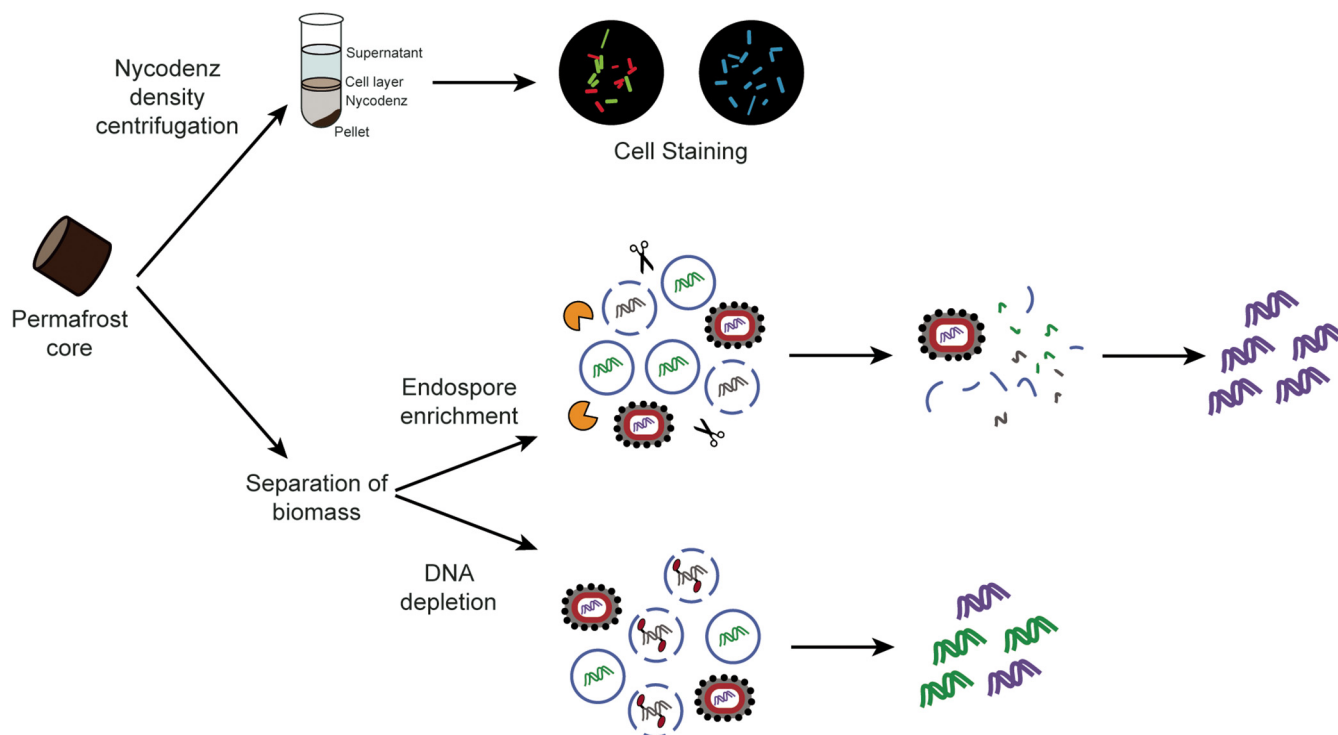 Nycodenz
density
centrifugation
Supernatant
Cell layer
Nycodenz
Pellet
Cell Staining
Permafrost
core
Endospore
enrichment
Separation of
biomass
DNA
depletion